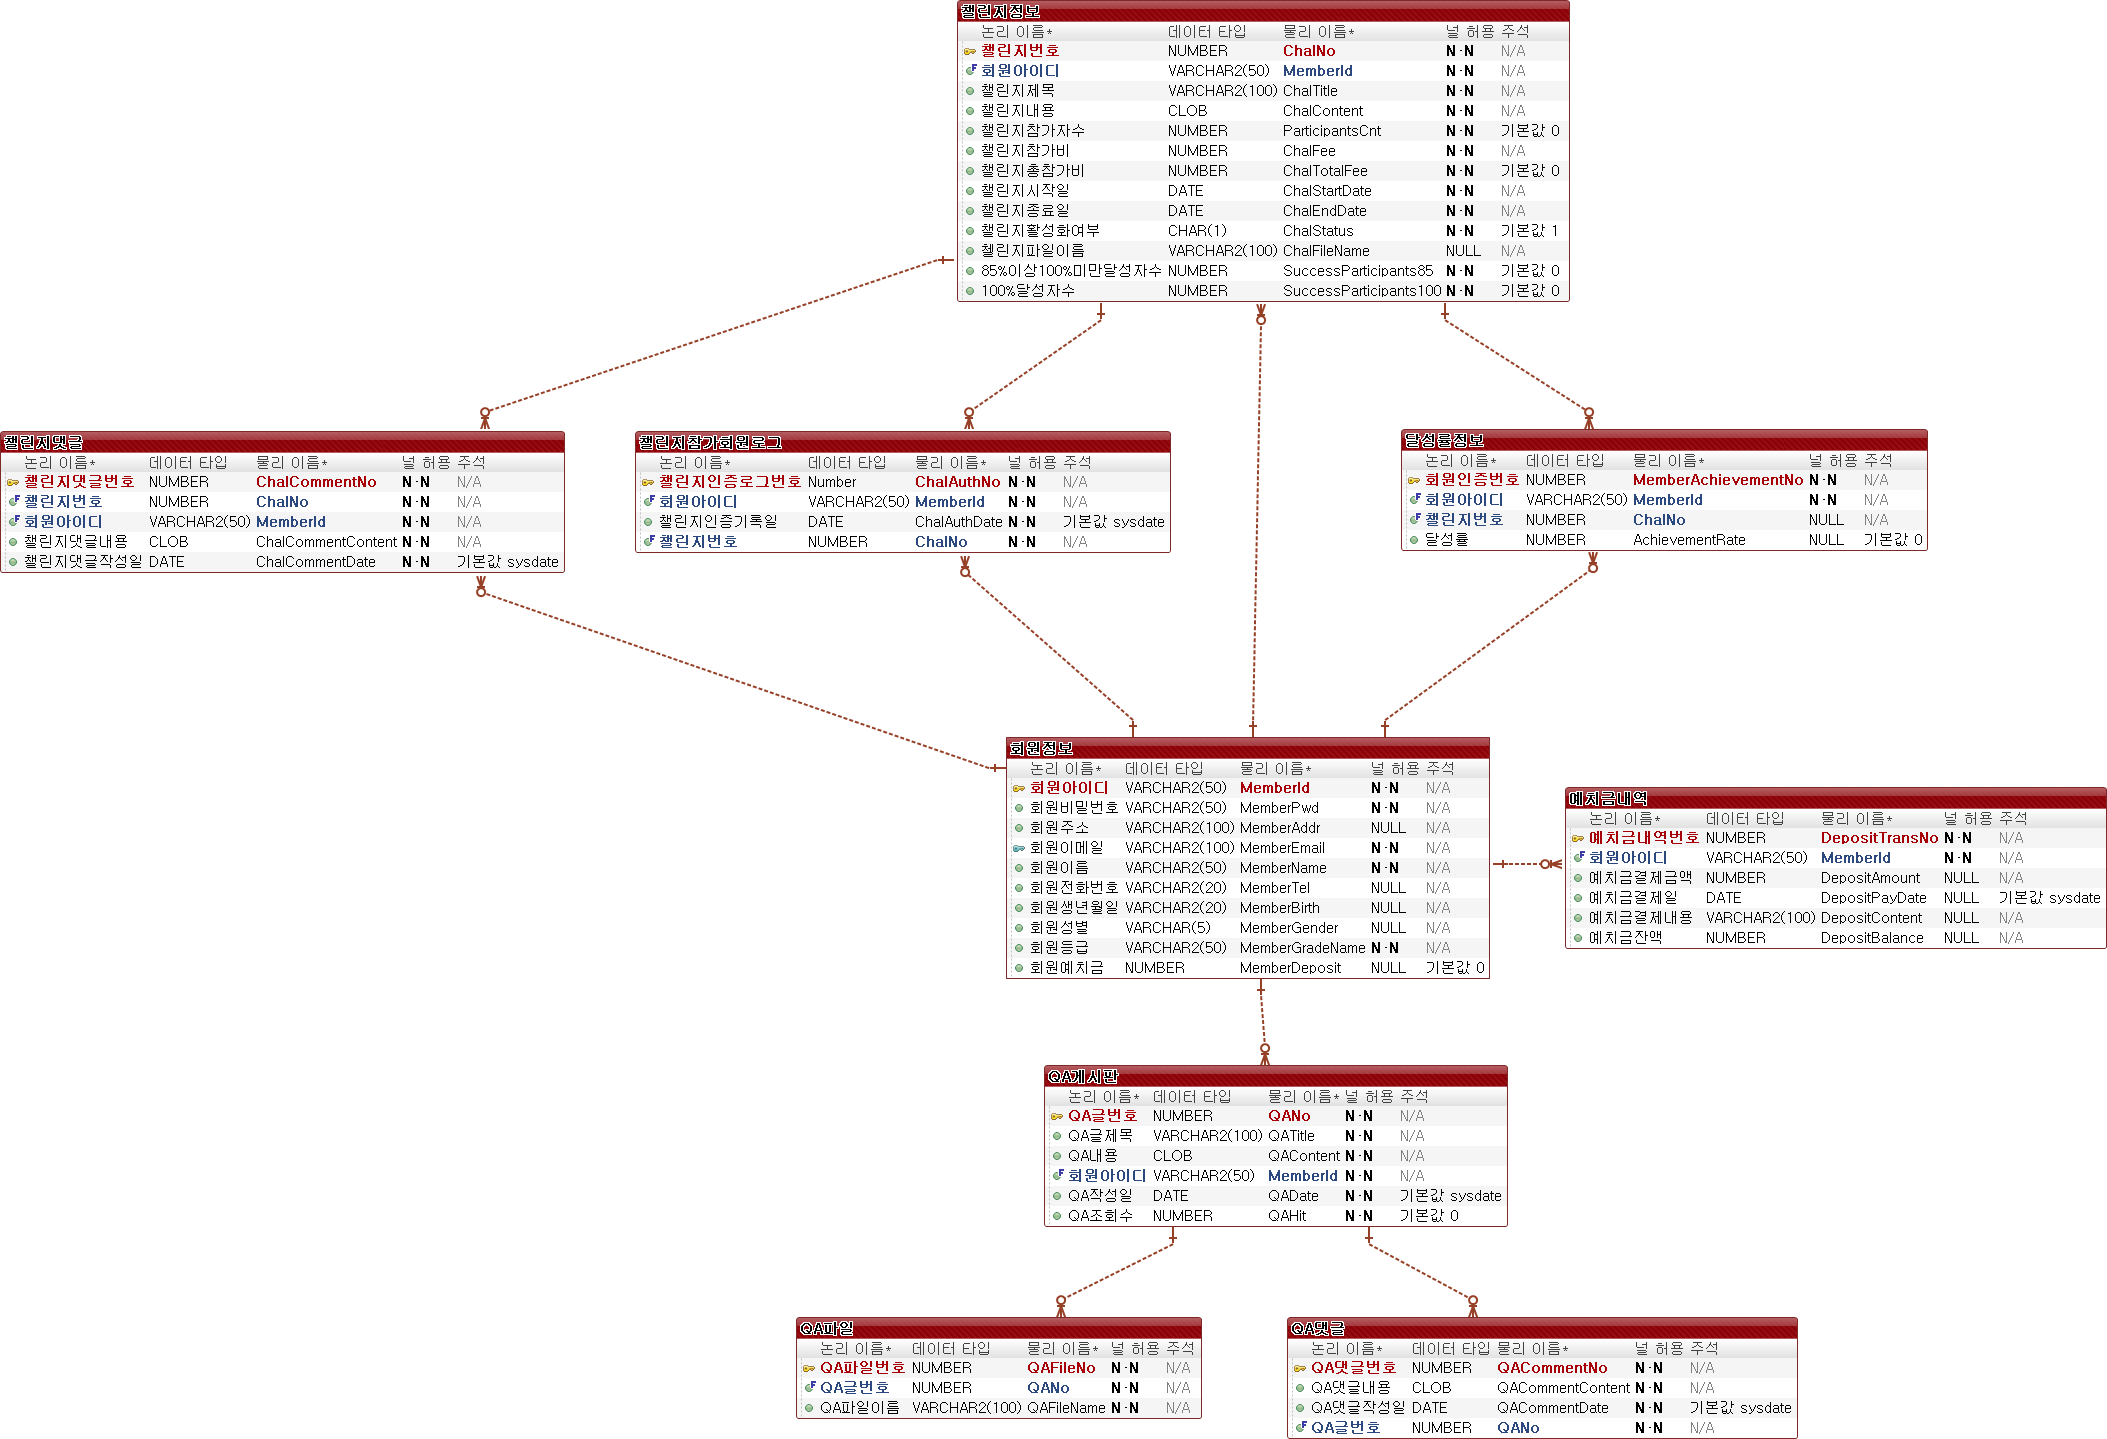 챌린지정보
논리 이름* 데이터 타입 물리 이름* 널 허용 주석
챌린지번호 NUMBER ChalNo N·N N/A
회원아이디 VARCHAR2(50) MemberId N·N N/A
챌린지제목 VARCHAR2(100) ChalTitle N·N N/A
챌린지내용 CLOB ChalContent N·N N/A
챌린지참가자수 NUMBER ParticipantsCnt N·N 기본값 0
챌린지참가비 NUMBER ChalFee N·N N/A
챌린지총참가비 NUMBER ChalTotalFee N·N 기본값 0
챌린지시작일 DATE ChalStartDate N·N N/A
챌린지종료일 DATE ChalEndDate N·N N/A
챌린지활성화여부 CHAR(1) ChalStatus N·N 기본값 1
첼린지파일이름 VARCHAR2(100) ChalFileName NULL N/A
85%이상100%미만달성자수 NUMBER SuccessParticipants85 N·N 기본값 0
100%달성자수 NUMBER SuccessParticipants100 N·N 기본값 0
챌린지댓글
논리 이름* 데이터 타입 물리 이름* 널 허용 주석
챌린지댓글번호 NUMBER ChalCommentNo N·N N/A
챌린지번호 NUMBER ChalNo N·N N/A
회원아이디 VARCHAR2(50) MemberId N·N N/A
챌린지댓글내용 CLOB ChalCommentContent N·N N/A
챌린지댓글작성일 DATE ChalCommentDate N·N 기본값 sysdate
챌린지참가회원로그
논리 이름* 데이터 타입 물리 이름* 널 허용 주석
챌린지인증로그번호 Number ChalAuthNo N·N N/A
회원아이디 VARCHAR2(50) MemberId N·N N/A
챌린지인증기록일 DATE ChalAuthDate N·N 기본값 sysdate
챌린지번호 NUMBER ChalNo N·N N/A
달성률정보
논리 이름* 데이터 타입 물리 이름* 널 허용 주석
회원인증번호 NUMBER MemberAchievementNo N·N N/A
회원아이디 VARCHAR2(50) MemberId N·N N/A
챌린지번호 NUMBER ChalNo NULL N/A
달성률 NUMBER AchievementRate NULL 기본값 0
회원정보
논리 이름* 데이터 타입 물리 이름* 널 허용 주석
회원아이디 VARCHAR2(50) MemberId N·N N/A
회원비밀번호 VARCHAR2(50) MemberPwd N·N N/A
회원주소 VARCHAR2(100) MemberAddr NULL N/A
회원이메일 VARCHAR2(100) MemberEmail N·N N/A
회원이름 VARCHAR2(50) MemberName N·N N/A
회원전화번호 VARCHAR2(20) MemberTel NULL N/A
회원생년월일 VARCHAR2(20) MemberBirth NULL N/A
회원성별 VARCHAR(5) MemberGender NULL N/A
회원등급 VARCHAR2(50) MemberGradeName N·N N/A
회원예치금 NUMBER MemberDeposit NULL 기본값 0
예치금내역
논리 이름* 데이터 타입 물리 이름* 널 허용 주석
예치금내역번호 NUMBER DepositTransNo N·N N/A
회원아이디 VARCHAR2(50) MemberId N·N N/A
예치금결제금액 NUMBER DepositAmount NULL N/A
예치금결제일 DATE DepositPayDate NULL 기본값 sysdate
예치금결제내용 VARCHAR2(100) DepositContent NULL N/A
예치금잔액 NUMBER DepositBalance NULL N/A
QA게시판
논리 이름* 데이터 타입 물리 이름* 널 허용 주석
QA글번호 NUMBER QANo N·N N/A
QA글제목 VARCHAR2(100) QATitle N·N N/A
QA내용 CLOB QAContent N·N N/A
회원아이디 VARCHAR2(50) MemberId N·N N/A
QA작성일 DATE QADate N·N 기본값 sysdate
QA조회수 NUMBER QAHit N·N 기본값 0
QA파일
논리 이름* 데이터 타입 물리 이름* 널 허용 주석
QA파일번호 NUMBER QAFileNo N·N N/A
QA글번호 NUMBER QANo N·N N/A
QA파일이름 VARCHAR2(100) QAFileName N·N N/A
QA댓글
논리 이름* 데이터 타입 물리 이름* 널 허용 주석
QA댓글번호 NUMBER QACommentNo N·N N/A
QA댓글내용 CLOB QACommentContent N·N N/A
QA댓글작성일 DATE QACommentDate N·N 기본값 sysdate
QA글번호 NUMBER QANo N·N N/A